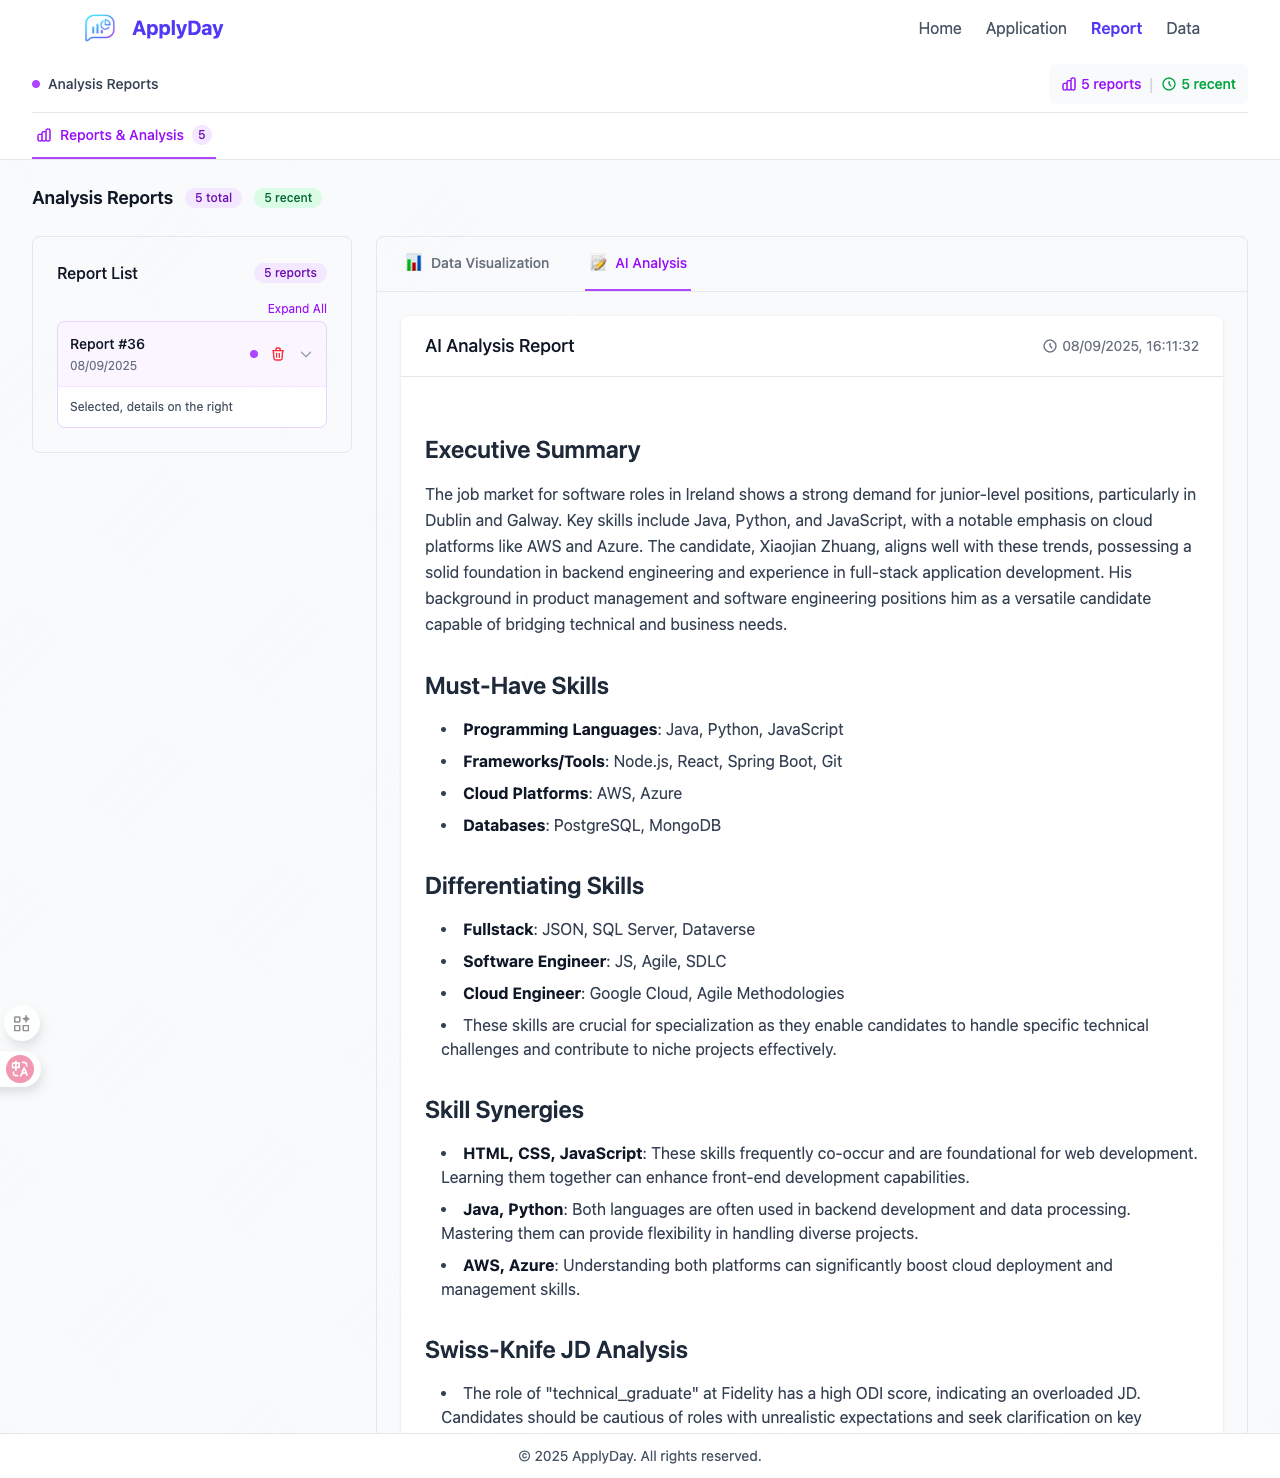 ApplyDay
Home Application Report Data
Analysis Reports
5 reports | 5 recent
Reports & Analysis 5
Analysis Reports 5 total 5 recent
Report List 5 reports
Expand All
Report #36
08/09/2025
Selected, details on the right
Data Visualization AI Analysis
AI Analysis Report 08/09/2025, 16:11:32
Executive Summary
The job market for software roles in Ireland shows a strong demand for junior-level positions, particularly in
Dublin and Galway. Key skills include Java, Python, and JavaScript, with a notable emphasis on cloud
platforms like AWS and Azure. The candidate, Xiaojian Zhuang, aligns well with these trends, possessing a
solid foundation in backend engineering and experience in full-stack application development. His
background in product management and software engineering positions him as a versatile candidate
capable of bridging technical and business needs.
Must-Have Skills
• Programming Languages: Java, Python, JavaScript
• Frameworks/Tools: Node.js, React, Spring Boot, Git
• Cloud Platforms: AWS, Azure
• Databases: PostgreSQL, MongoDB
Differentiating Skills
• Fullstack: JSON, SQL Server, Dataverse
• Software Engineer: JS, Agile, SDLC
• Cloud Engineer: Google Cloud, Agile Methodologies
• These skills are crucial for specialization as they enable candidates to handle specific technical
challenges and contribute to niche projects effectively.
Skill Synergies
• HTML, CSS, JavaScript: These skills frequently co-occur and are foundational for web development.
Learning them together can enhance front-end development capabilities.
• Java, Python: Both languages are often used in backend development and data processing.
Mastering them can provide flexibility in handling diverse projects.
• AWS, Azure: Understanding both platforms can significantly boost cloud deployment and
management skills.
Swiss-Knife JD Analysis
• The role of "technical_graduate" at Fidelity has a high ODI score, indicating an overloaded JD.
Candidates should be cautious of roles with unrealistic expectations and seek clarification on key
© 2025 ApplyDay. All rights reserved.